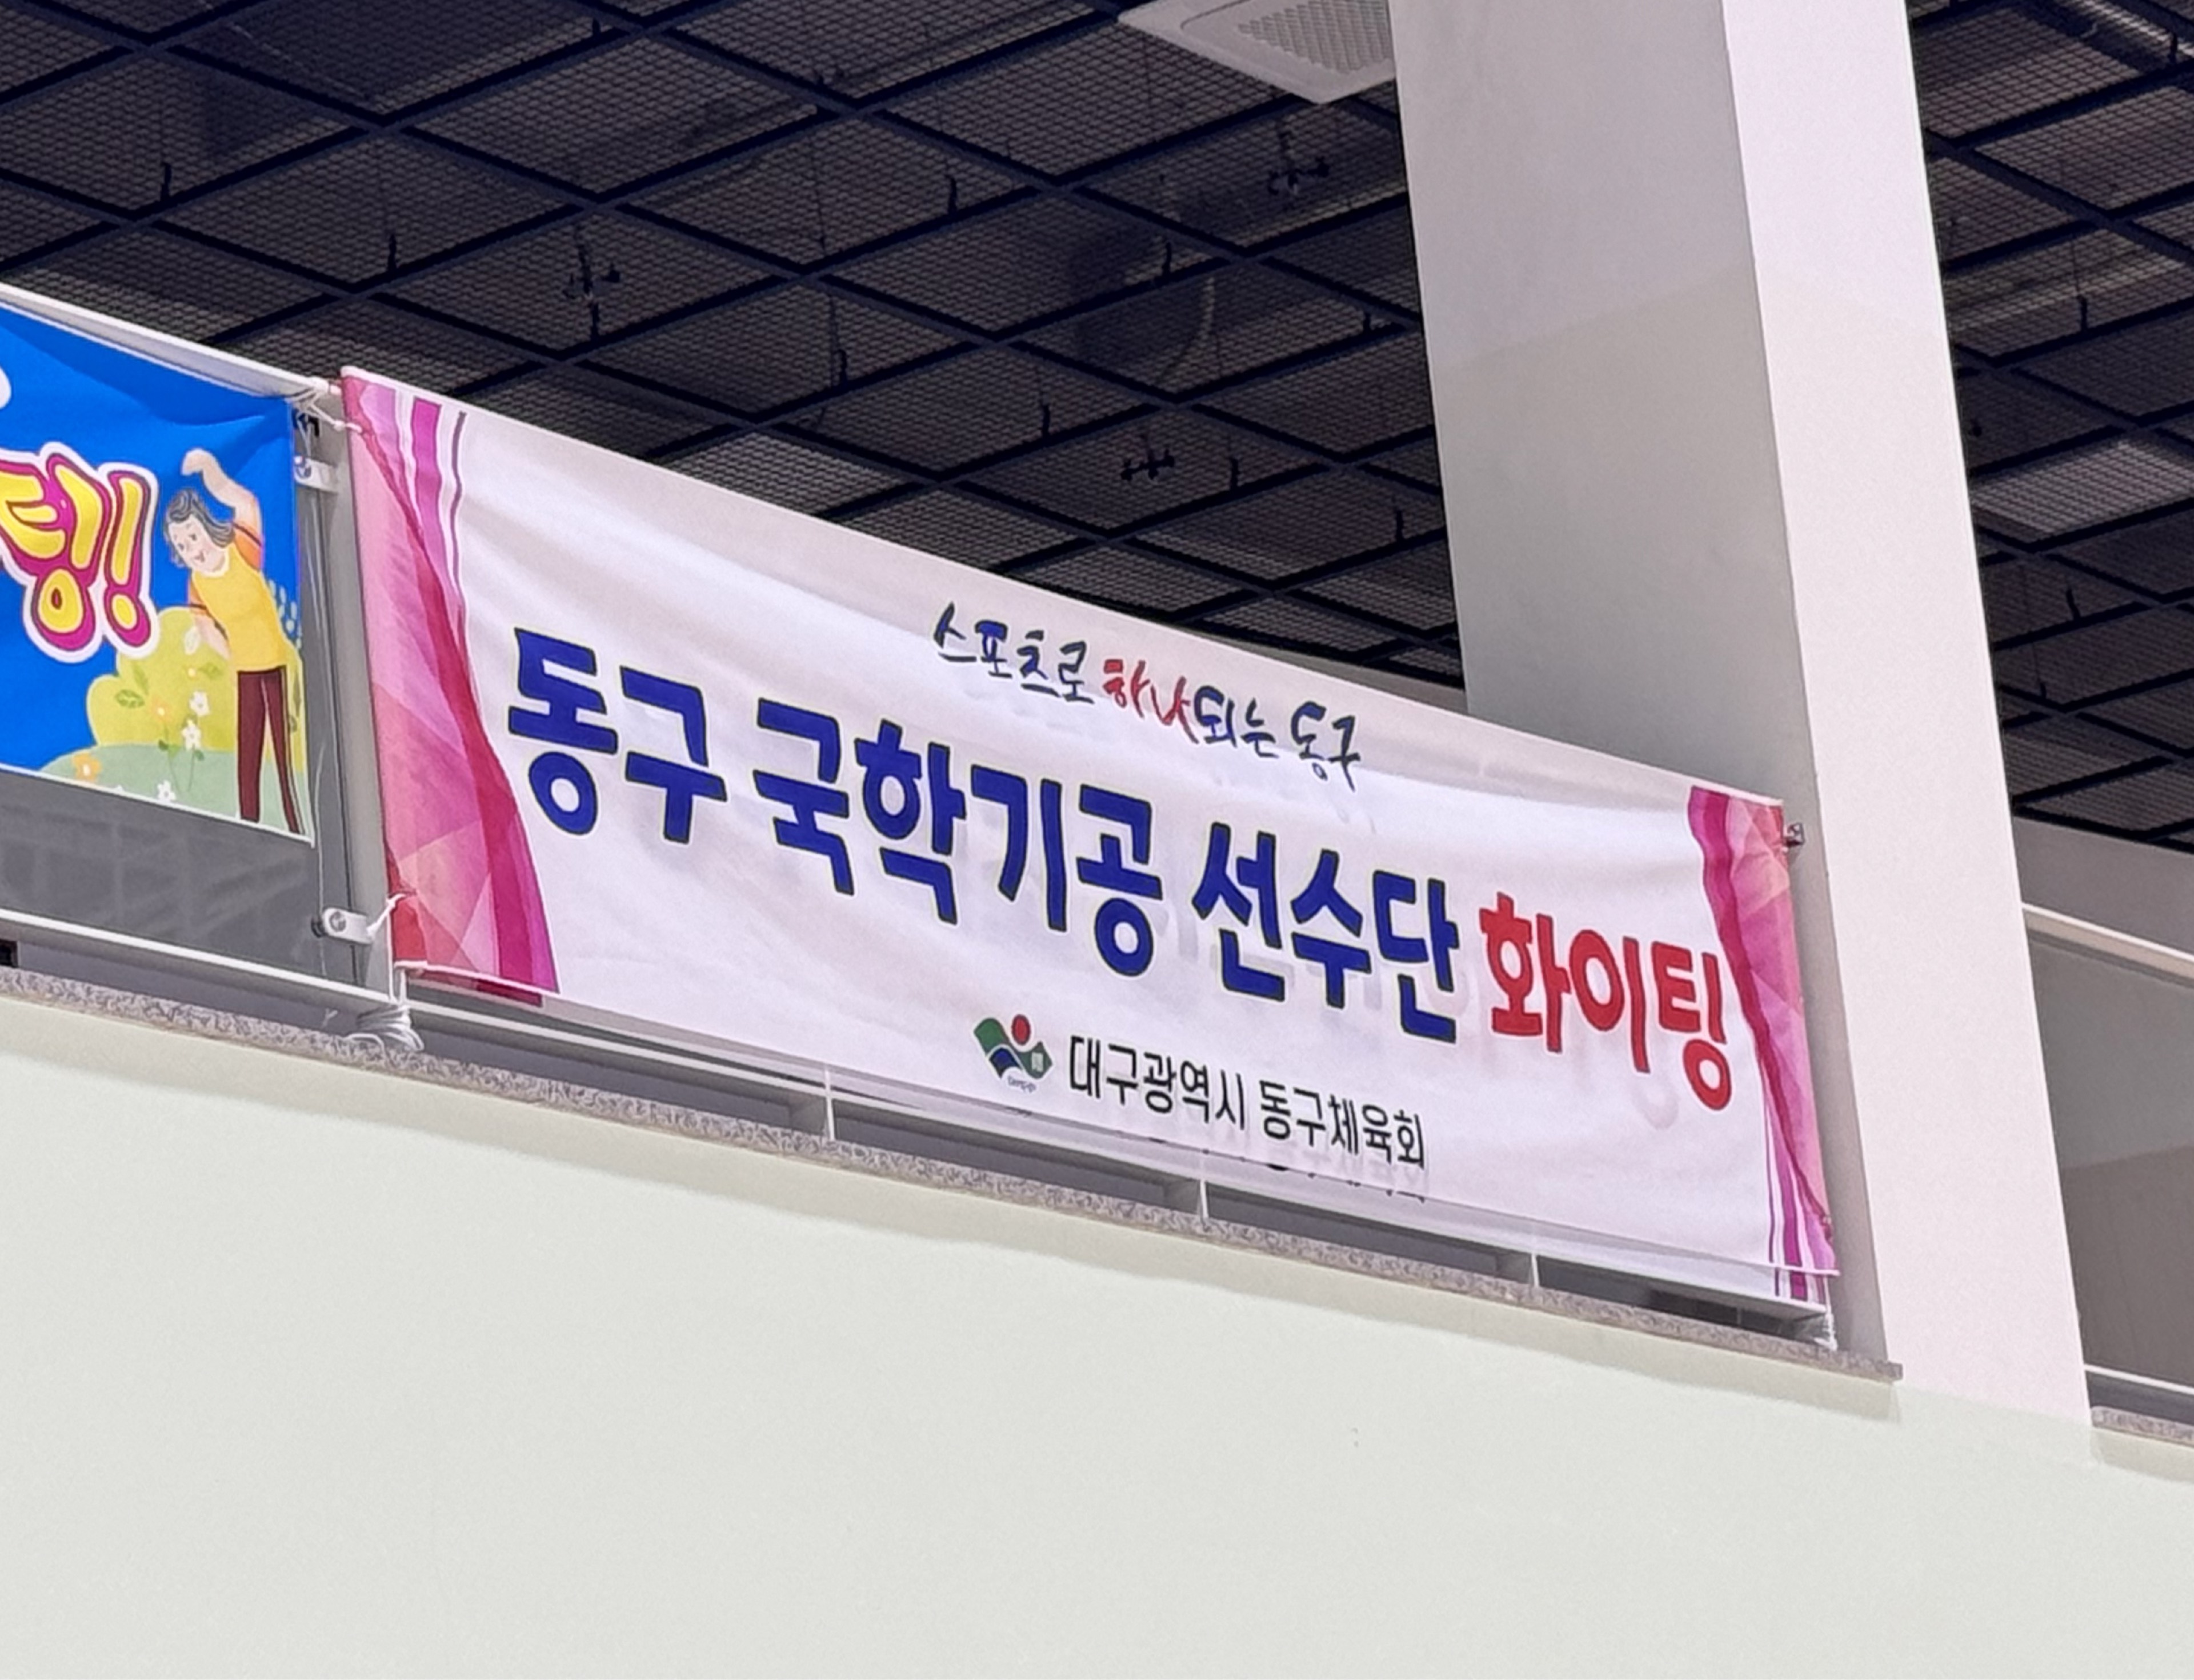 팅!
스포츠로 하나되는 동구
동구 국학기공 선수단 화이팅
대구광역시 동구체육회